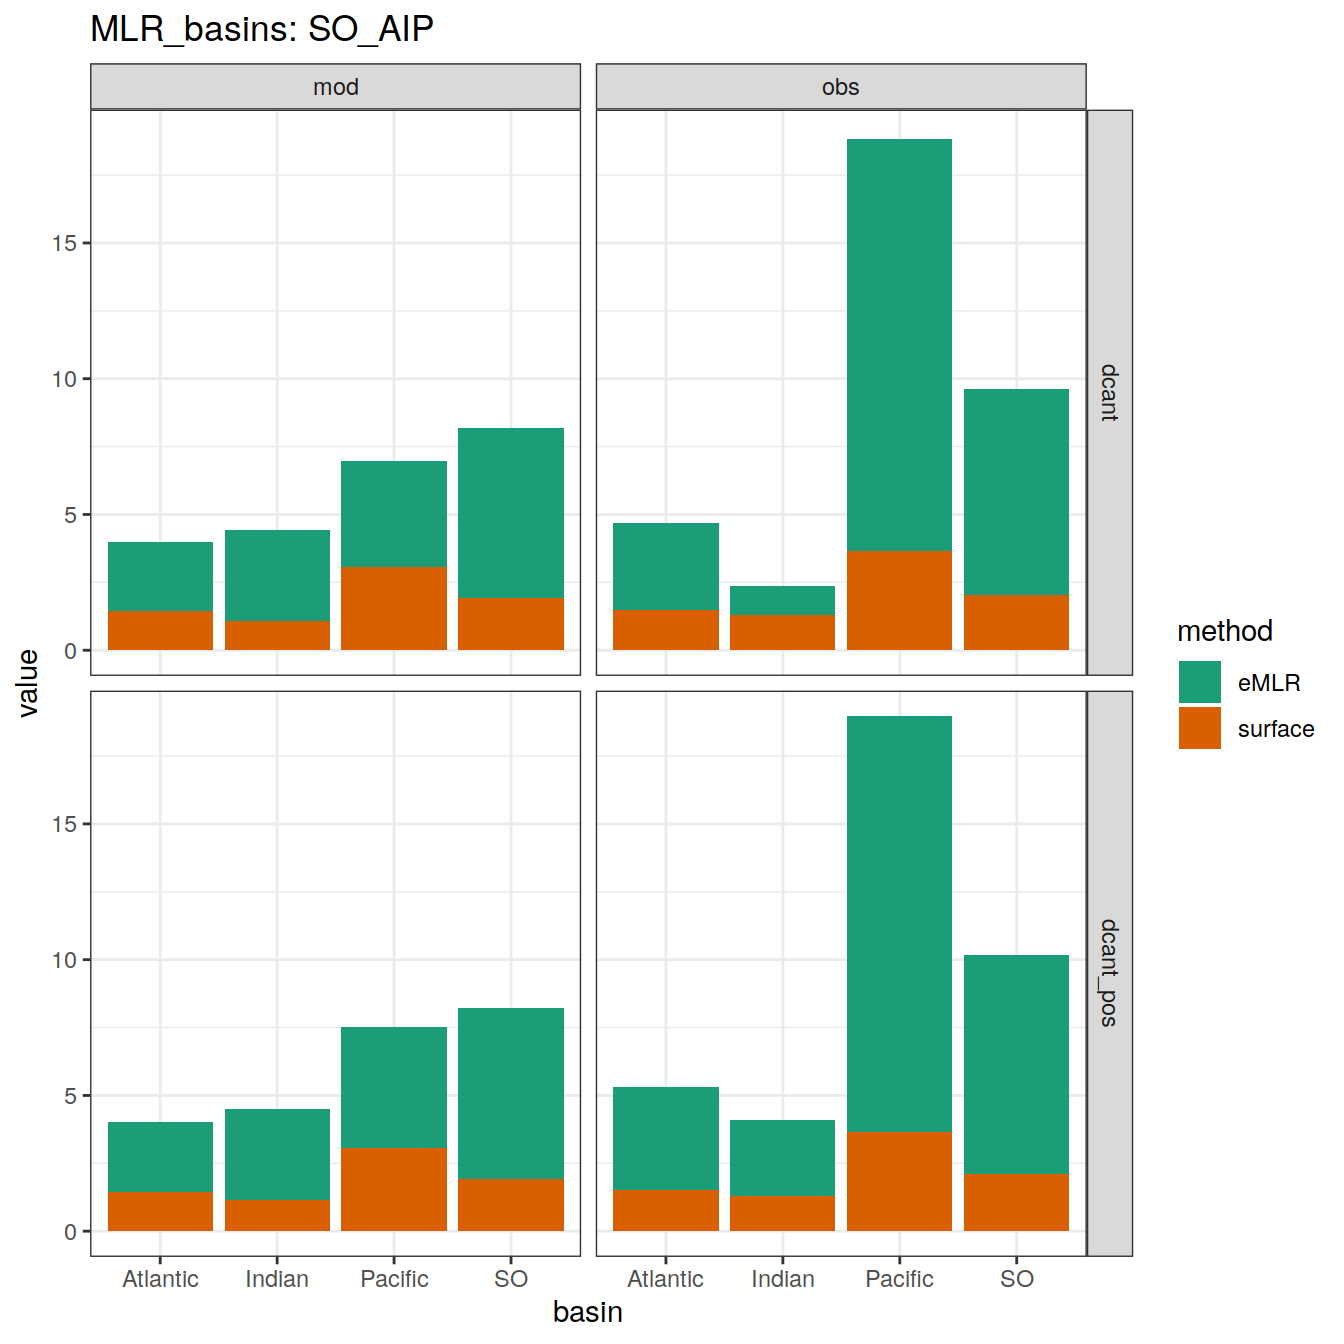 MLR_basins: SO_AIP
mod
obs
15
10
5
0
dcant
15
10
5
0
dcant_pos
Atlantic Indian Pacific SO
Atlantic Indian Pacific SO
basin
value
method
eMLR
surface